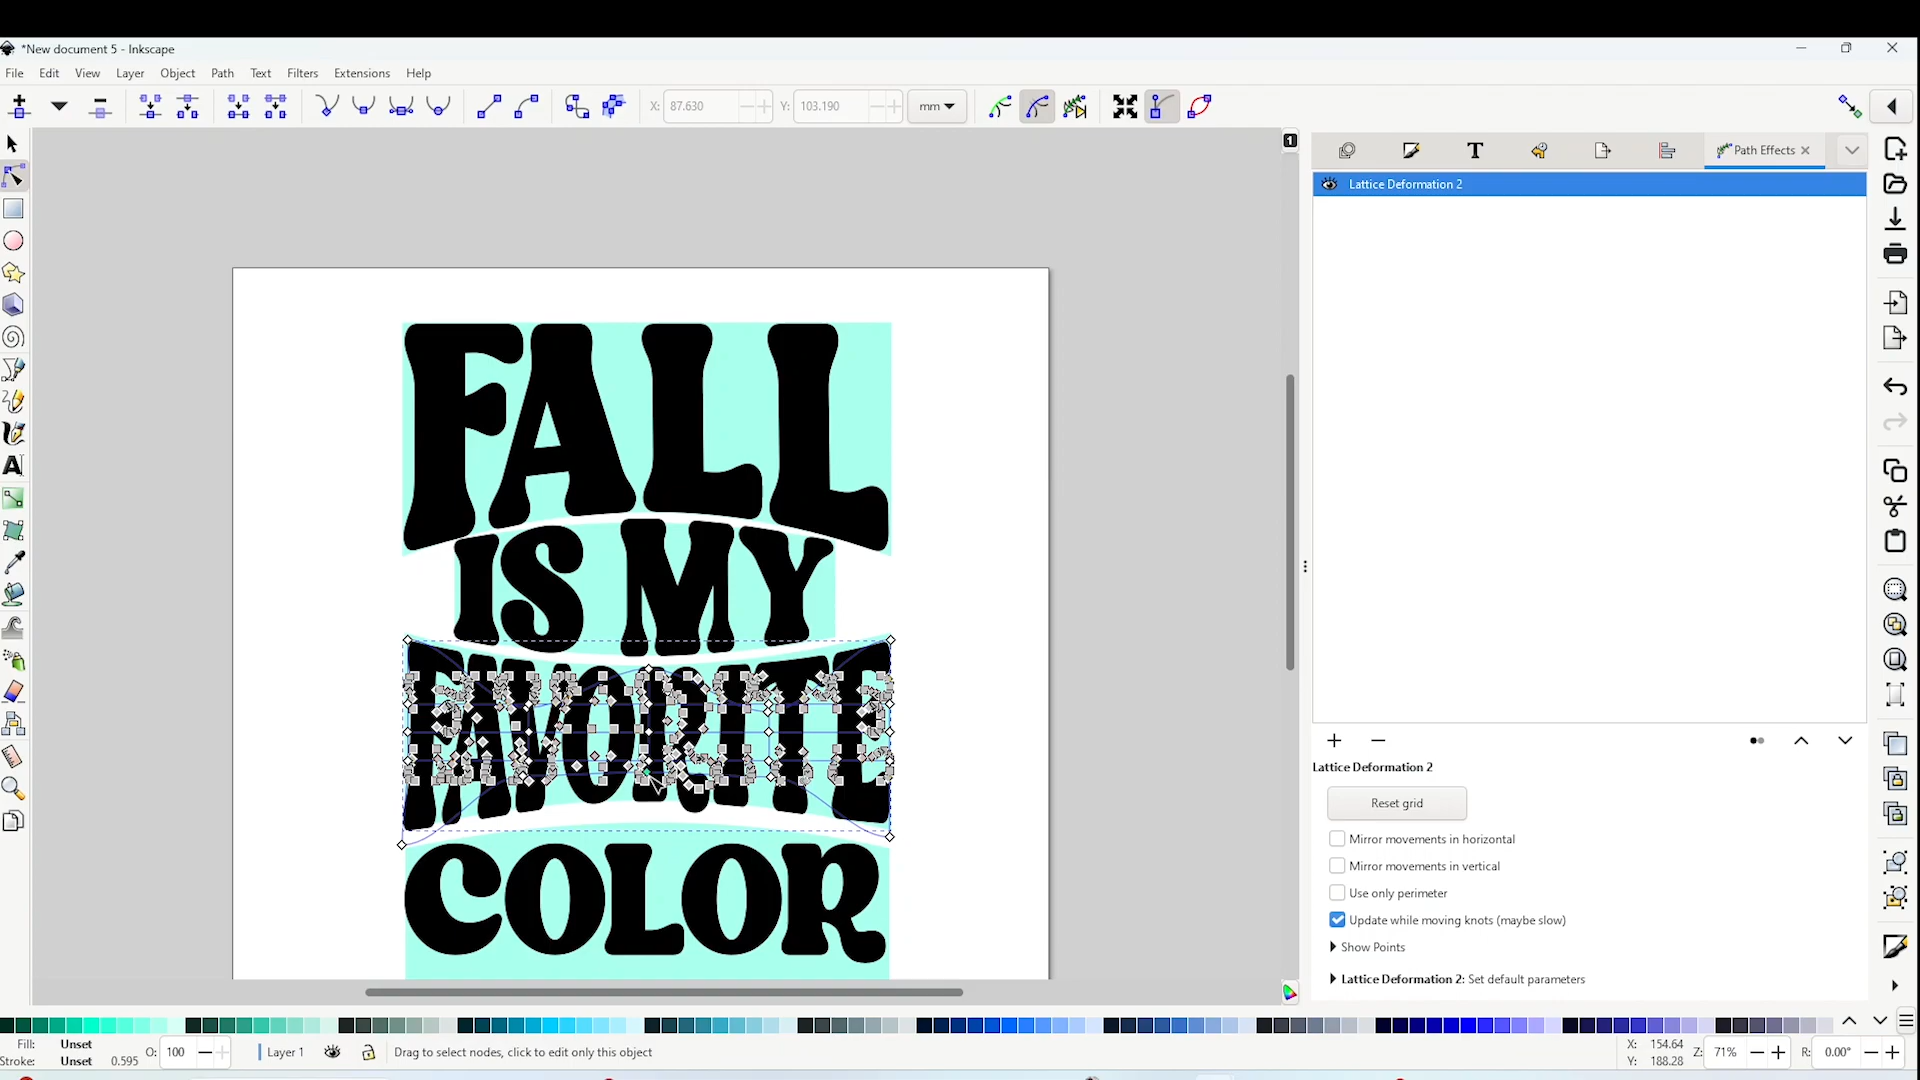 *New document 5 - Inkscape
File Edit View Layer Object Path Text Filters Extensions Help
X: 87.630 Y: 103.190 mm
1
Path Effects
Lattice Deformation 2
FALL
IS MY
FAVORITE
COLOR
Lattice Deformation 2
Reset grid
Mirror movements in horizontal
Mirror movements in vertical
Use only perimeter
Update while moving knots (maybe slow)
Show Points
Lattice Deformation 2: Set default parameters
Fill: Unset O: 100 Layer 1 Drag to select nodes, click to edit only this object X: 154.64 Z: 71% R: 0.00°
Stroke: Unset 0.595 Y: 188.28